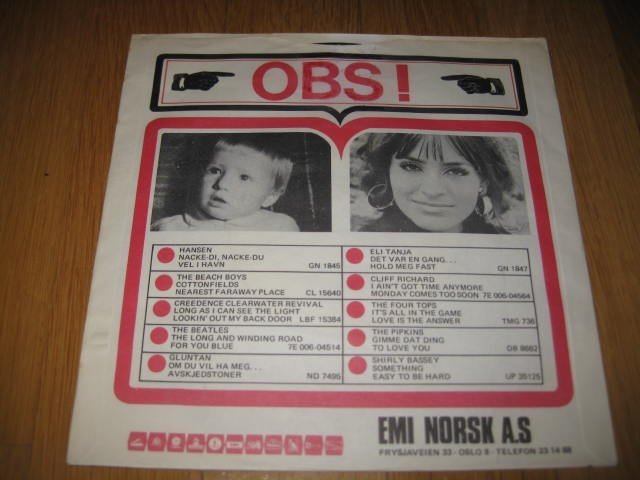 OBS!
HANSEN
NACKE-DI, NACKE-DU
VEL I HAVN GN 1845
THE BEACH BOYS
COTTONFIELDS
NEAREST FARAWAY PLACE CL 15640
CREEDENCE CLEARWATER REVIVAL
LONG AS I CAN SEE THE LIGHT
LOOKIN' OUT MY BACK DOOR LBF 15384
THE BEATLES
THE LONG AND WINDING ROAD
FOR YOU BLUE 7E 006-04514
GLUNTAN
OM DU VIL HA MEG...
AVSKJEDSTONER ND 7495
ELI TANJA
DET VAR EN GANG...
HOLD MEG FAST GN 1847
CLIFF RICHARD
I AIN'T GOT TIME ANYMORE
MONDAY COMES TOO SOON 7E 006-04564
THE FOUR TOPS
IT'S ALL IN THE GAME
LOVE IS THE ANSWER TMG 736
THE PIPKINS
GIMME DAT DING
TO LOVE YOU DB 8662
SHIRLY BASSEY
SOMETHING
EASY TO BE HARD UP 35125
EMI NORSK A.S
FRYSJAVEIEN 33 - OSLO 8 - TELEFON 23 14 88